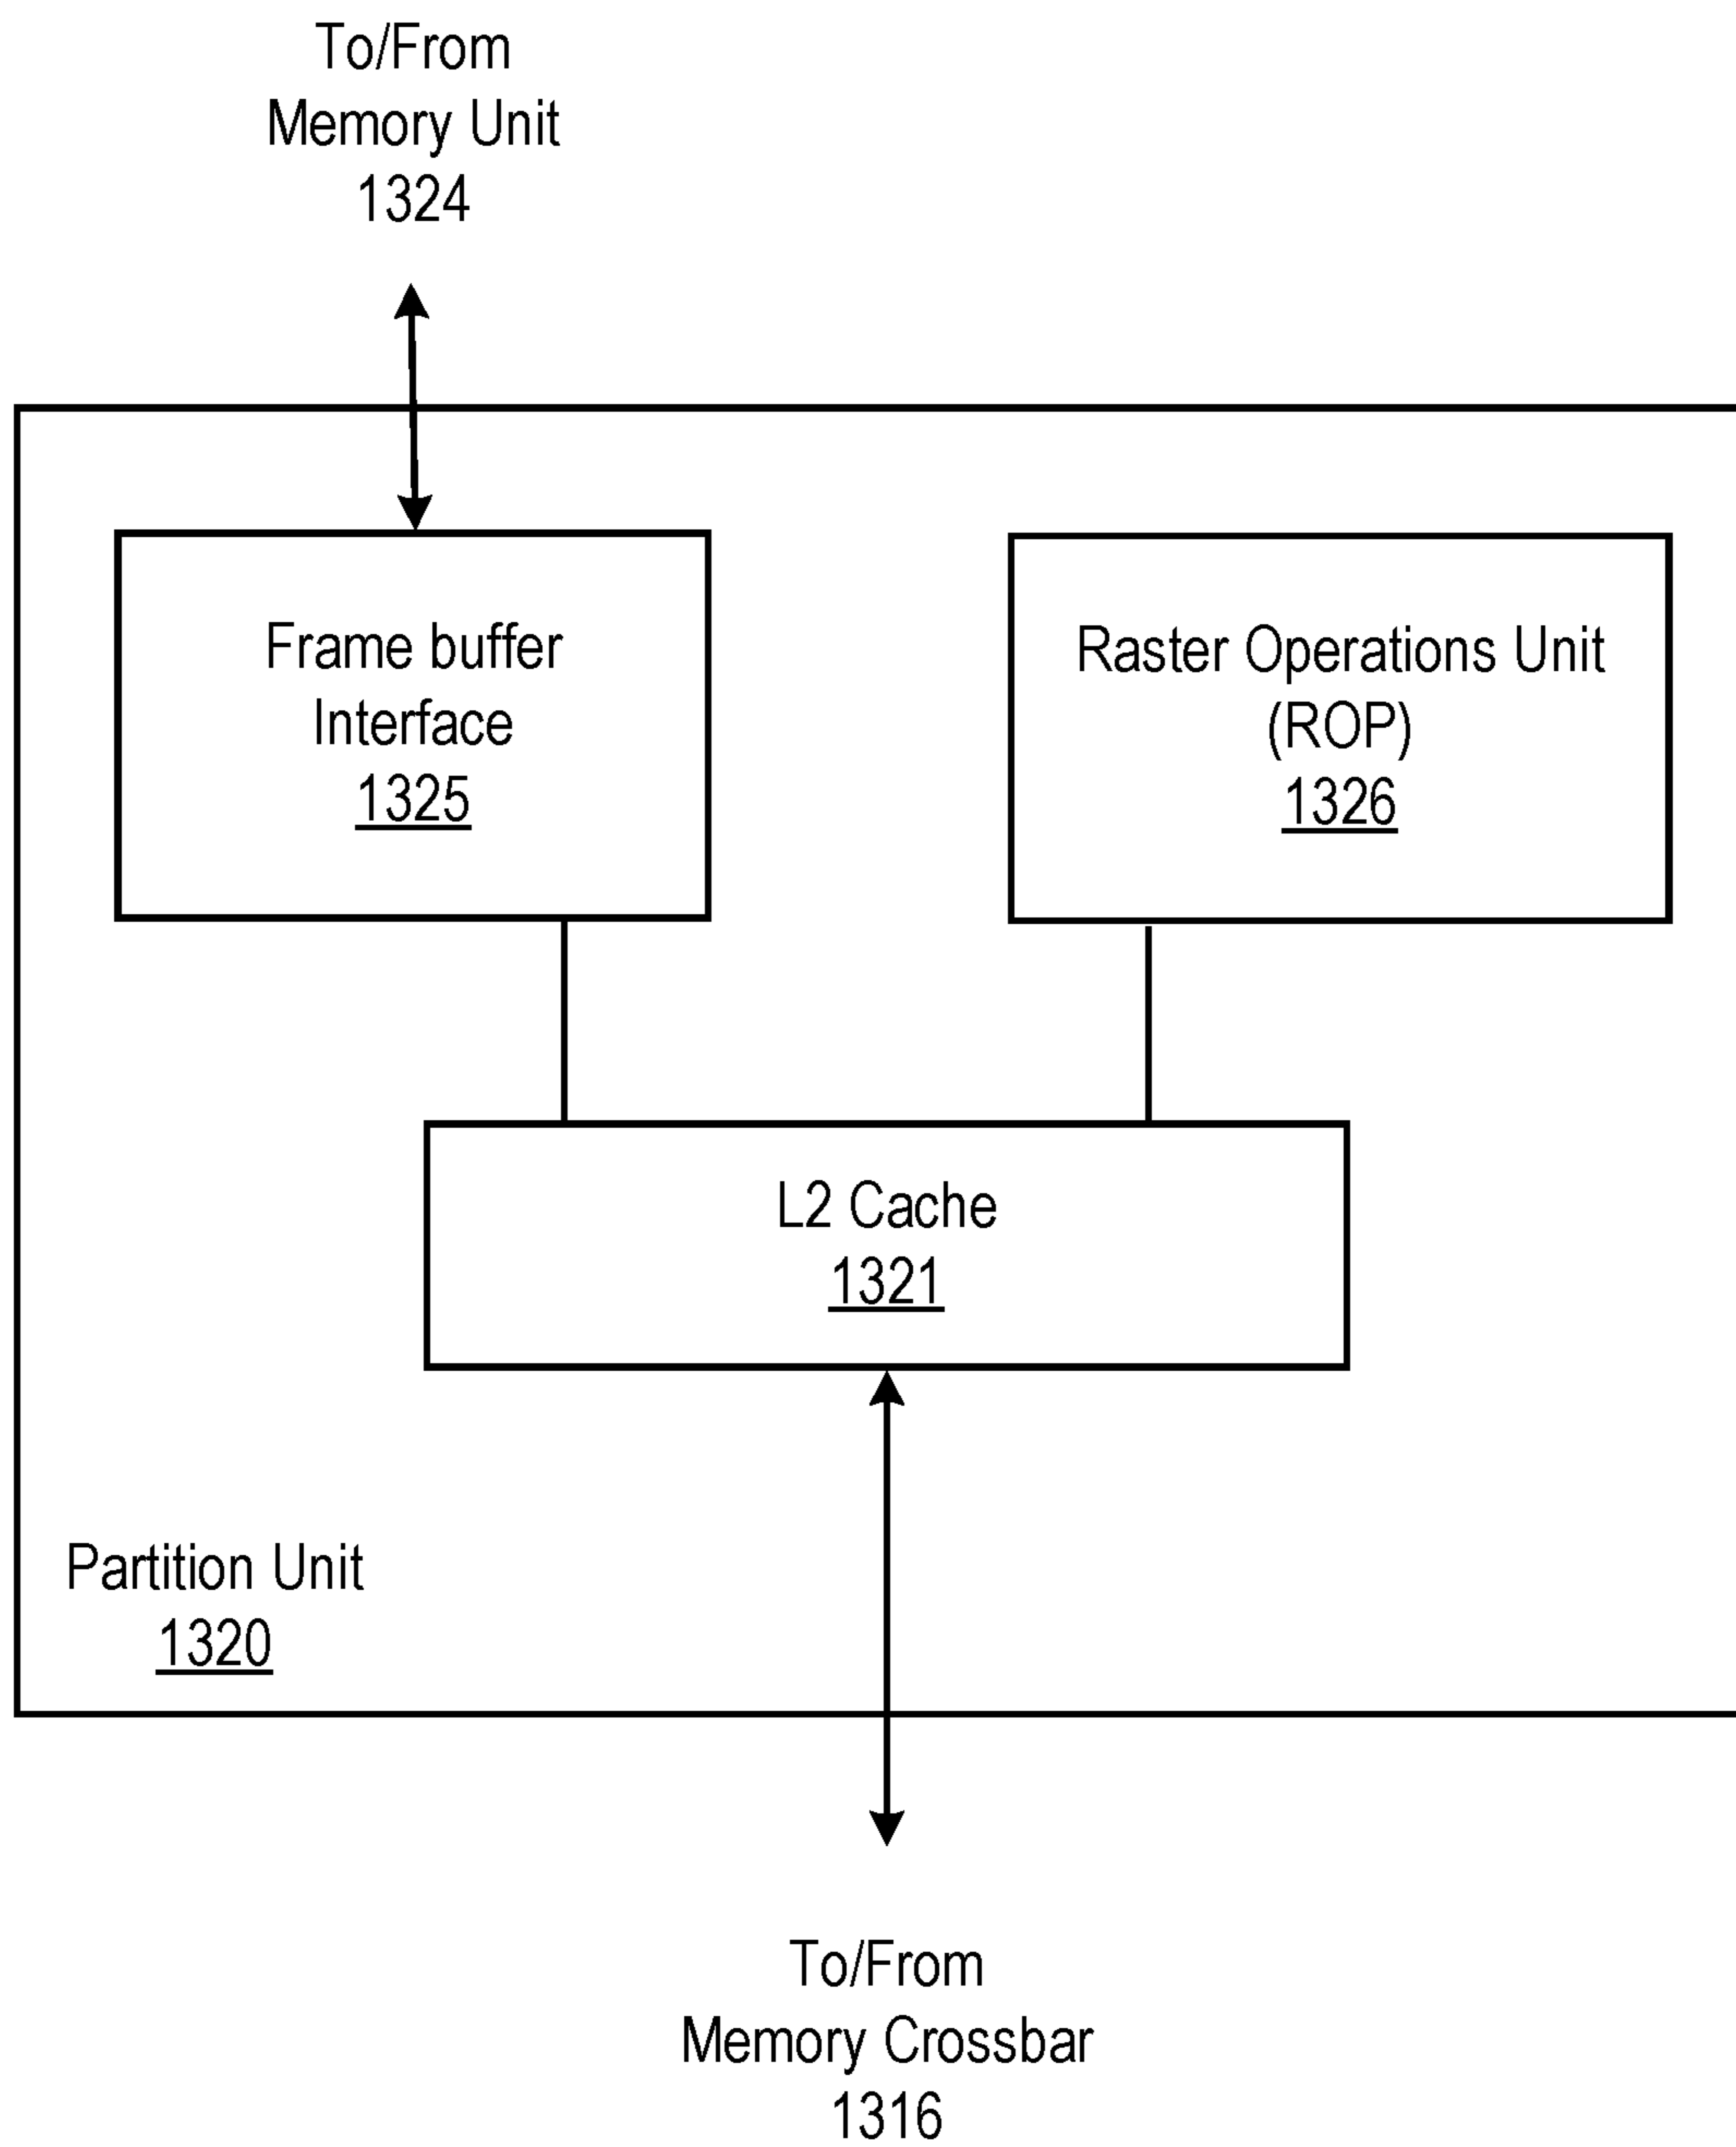 To/From
Memory Unit
1324
Frame buffer
Interface
1325
Raster Operations Unit
(ROP)
1326
L2 Cache
1321
Partition Unit
1320
To/From
Memory Crossbar
1316